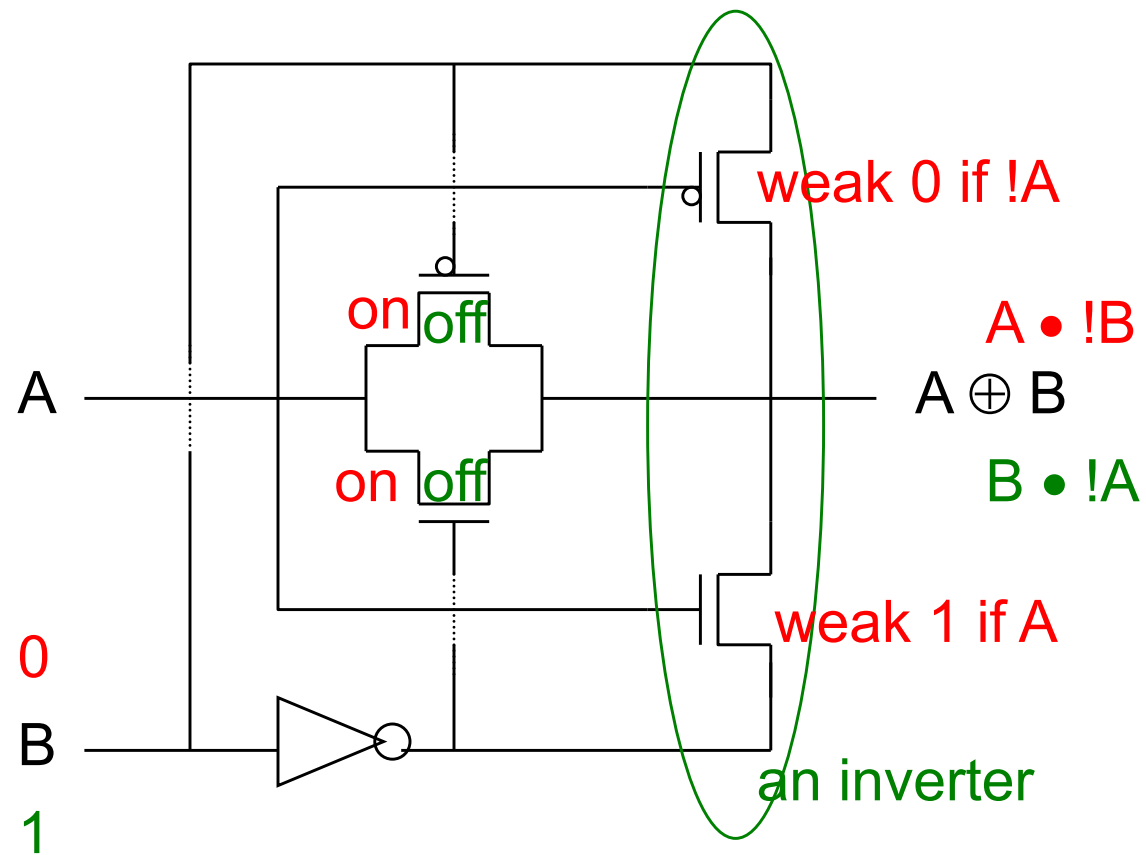 weak 0 if !A
on off
A • !B
A A ⊕ B
on off
B • !A
weak 1 if A
0
B
an inverter
1